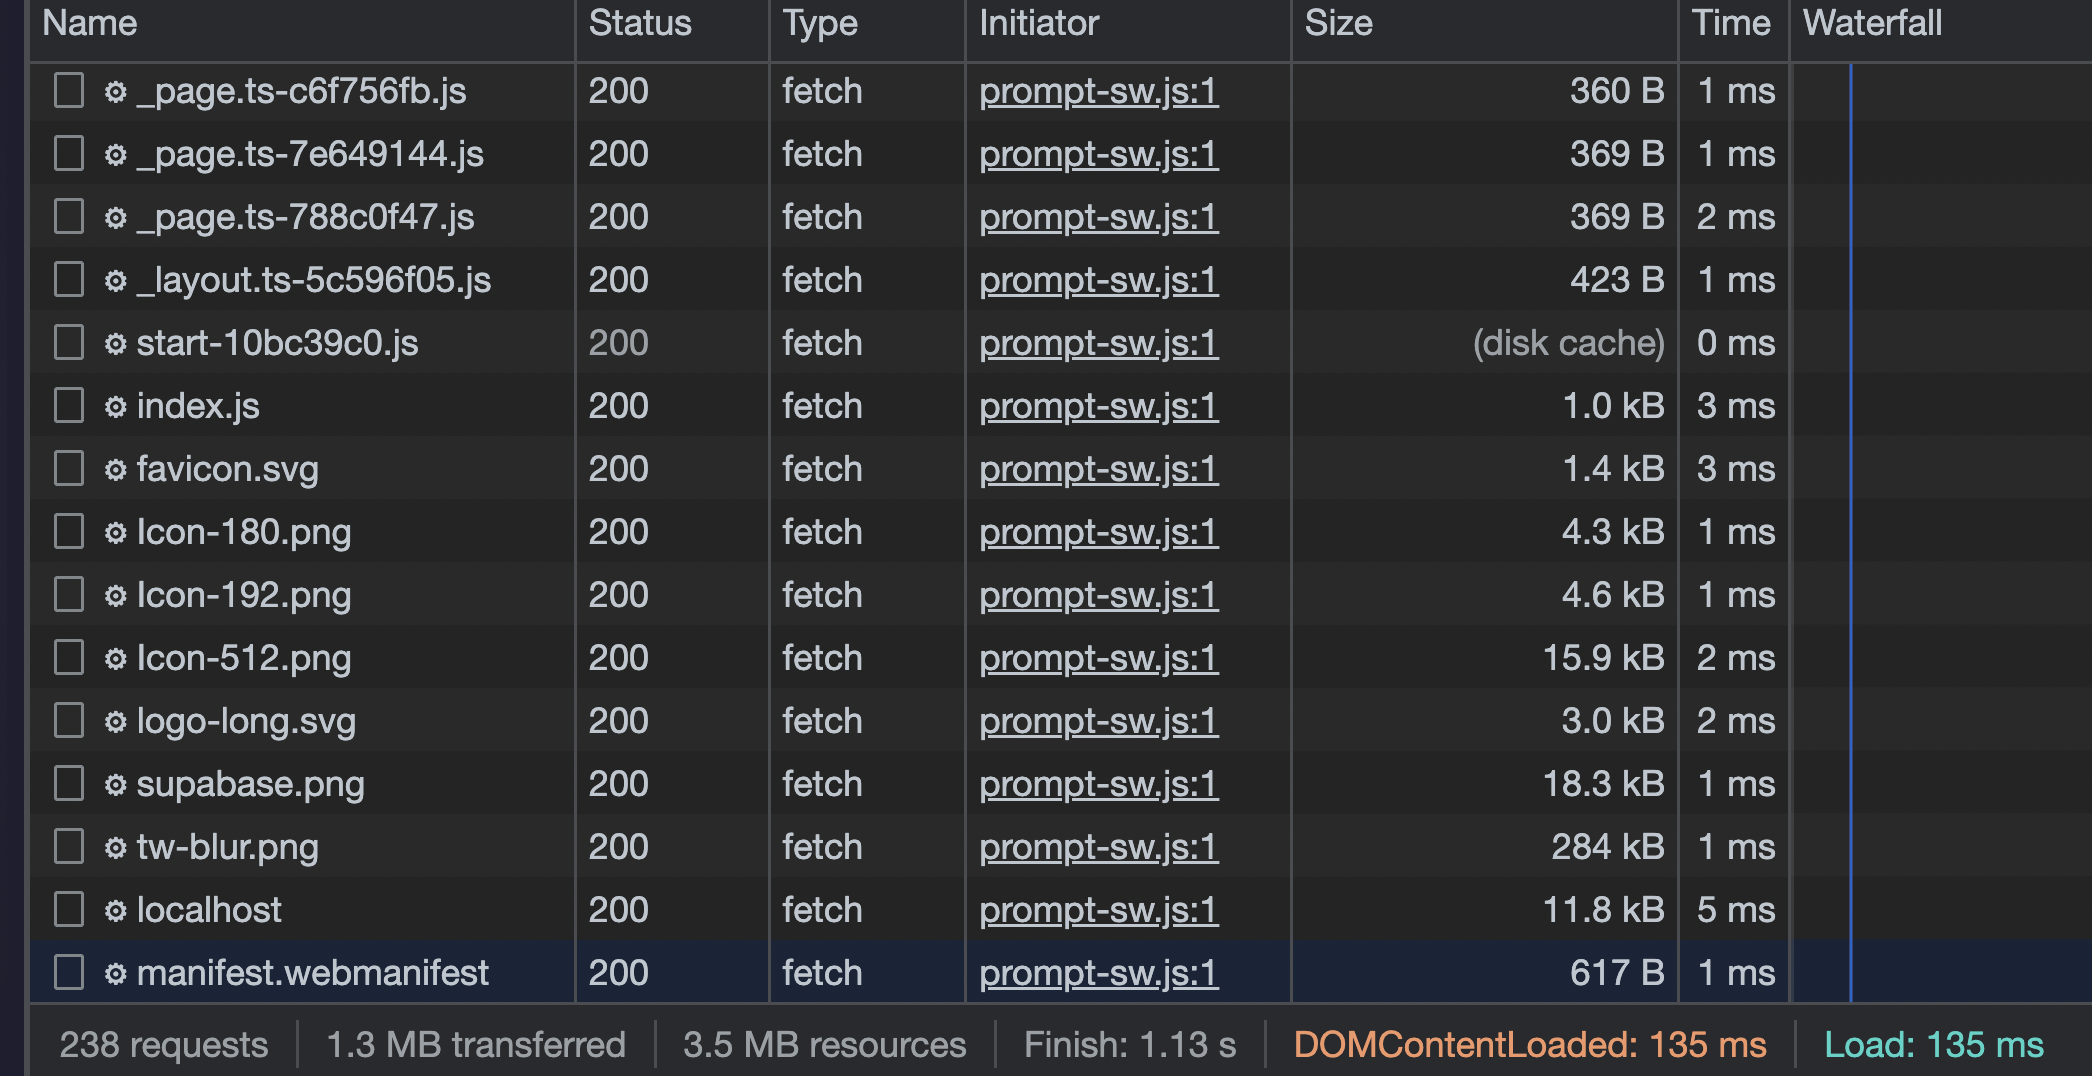 Name Status Type Initiator Size Time Waterfall
_page.ts-c6f756fb.js 200 fetch prompt-sw.js:1 360 B 1 ms
_page.ts-7e649144.js 200 fetch prompt-sw.js:1 369 B 1 ms
_page.ts-788c0f47.js 200 fetch prompt-sw.js:1 369 B 2 ms
_layout.ts-5c596f05.js 200 fetch prompt-sw.js:1 423 B 1 ms
start-10bc39c0.js 200 fetch prompt-sw.js:1 (disk cache) 0 ms
index.js 200 fetch prompt-sw.js:1 1.0 kB 3 ms
favicon.svg 200 fetch prompt-sw.js:1 1.4 kB 3 ms
Icon-180.png 200 fetch prompt-sw.js:1 4.3 kB 1 ms
Icon-192.png 200 fetch prompt-sw.js:1 4.6 kB 1 ms
Icon-512.png 200 fetch prompt-sw.js:1 15.9 kB 2 ms
logo-long.svg 200 fetch prompt-sw.js:1 3.0 kB 2 ms
supabase.png 200 fetch prompt-sw.js:1 18.3 kB 1 ms
tw-blur.png 200 fetch prompt-sw.js:1 284 kB 1 ms
localhost 200 fetch prompt-sw.js:1 11.8 kB 5 ms
manifest.webmanifest 200 fetch prompt-sw.js:1 617 B 1 ms
238 requests 1.3 MB transferred 3.5 MB resources Finish: 1.13 s DOMContentLoaded: 135 ms Load: 135 ms